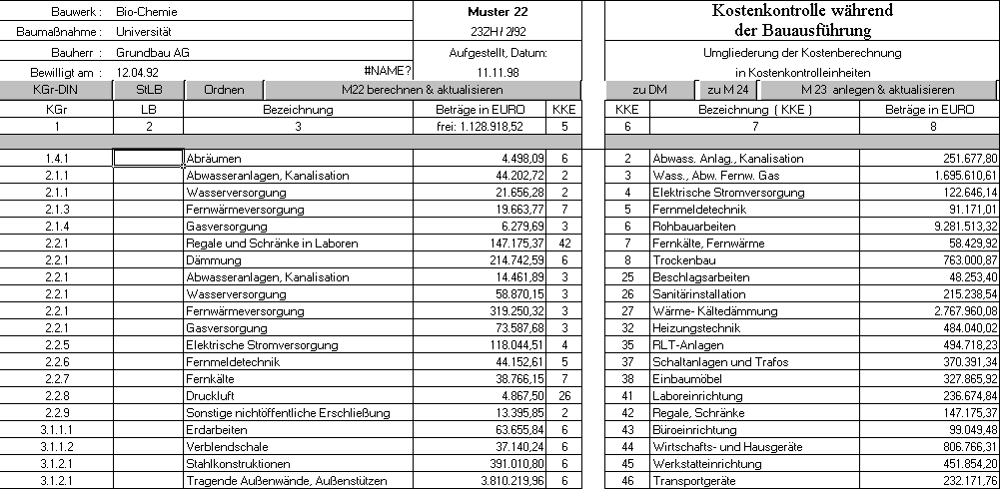 Bauwerk : Bio-Chemie Muster 22 Kostenkontrolle während
Baumaßnahme : Universität 23ZH / 2/92 der Bauausführung
Bauherr : Grundbau AG Aufgestellt, Datum: Umgliederung der Kostenberechnung
Bewilligt am : 12.04.92 #NAME? 11.11.98 in Kostenkontrolleinheiten
KGr-DIN StLB Ordnen M22 berechnen & aktualisieren zu DM zu M 24 M 23 anlegen & aktualisieren
KGr LB Bezeichnung Beträge in EURO KKE KKE Bezeichnung ( KKE ) Beträge in EURO
1 2 3 frei: 1.128.918,52 5 6 7 8
1.4.1 Abräumen 4.498,09 6 2 Abwass. Anlag., Kanalisation 251.677,80
2.1.1 Abwasseranlagen, Kanalisation 44.202,72 2 3 Wass., Abw. Fernw. Gas 1.695.610,61
2.1.1 Wasserversorgung 21.656,28 2 4 Elektrische Stromversorgung 122.646,14
2.1.3 Fernwärmeversorgung 19.663,77 7 5 Fernmeldetechnik 91.171,01
2.1.4 Gasversorgung 6.279,69 3 6 Rohbauarbeiten 9.281.513,32
2.2.1 Regale und Schränke in Laboren 147.175,37 42 7 Fernkälte, Fernwärme 58.429,92
2.2.1 Dämmung 214.742,59 6 8 Trockenbau 763.000,87
2.2.1 Abwasseranlagen, Kanalisation 14.461,89 3 25 Beschlagsarbeiten 48.253,40
2.2.1 Wasserversorgung 58.870,15 3 26 Sanitärinstallation 215.238,54
2.2.1 Fernwärmeversorgung 319.250,32 3 27 Wärme- Kältedämmung 2.767.960,08
2.2.1 Gasversorgung 73.587,68 3 32 Heizungstechnik 484.040,02
2.2.5 Elektrische Stromversorgung 118.044,51 4 35 RLT-Anlagen 494.718,23
2.2.6 Fernmeldetechnik 44.152,61 5 37 Schaltanlagen und Trafos 370.391,34
2.2.7 Fernkälte 38.766,15 7 38 Einbaumöbel 327.865,92
2.2.8 Druckluft 4.867,50 26 41 Laboreinrichtung 236.674,84
2.2.9 Sonstige nichtöffentliche Erschließung 13.395,85 2 42 Regale, Schränke 147.175,37
3.1.1.1 Erdarbeiten 63.655,84 6 43 Büroeinrichtung 99.049,48
3.1.1.2 Verblendschale 37.140,24 6 44 Wirtschafts- und Hausgeräte 806.766,31
3.1.2.1 Stahlkonstruktionen 391.010,80 6 45 Werkstatteinrichtung 451.854,20
3.1.2.1 Tragende Außenwände, Außenstützen 3.810.219,96 6 46 Transportgeräte 232.171,76